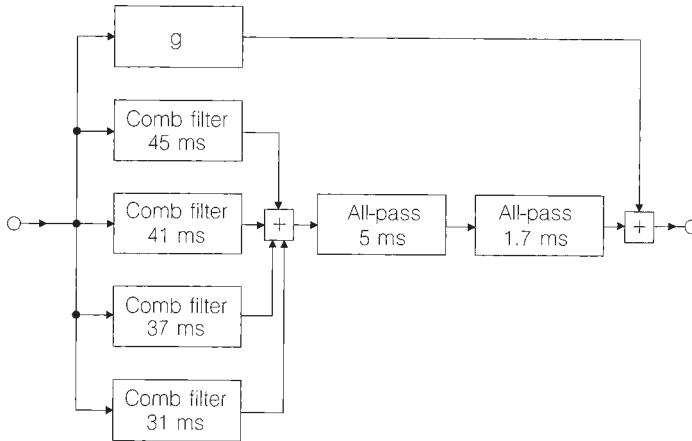 g
Comb filter
45 ms
Comb filter
41 ms
+
All-pass
5 ms
All-pass
1.7 ms
+
Comb filter
37 ms
Comb filter
31 ms